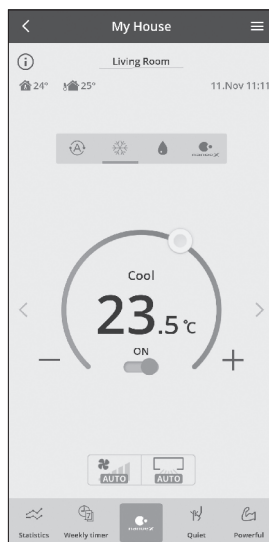 My House
Living Room
24° 25° 11.Nov 11:11
Cool
23.5℃
ON
AUTO AUTO
Statistics Weekly timer Quiet Powerful